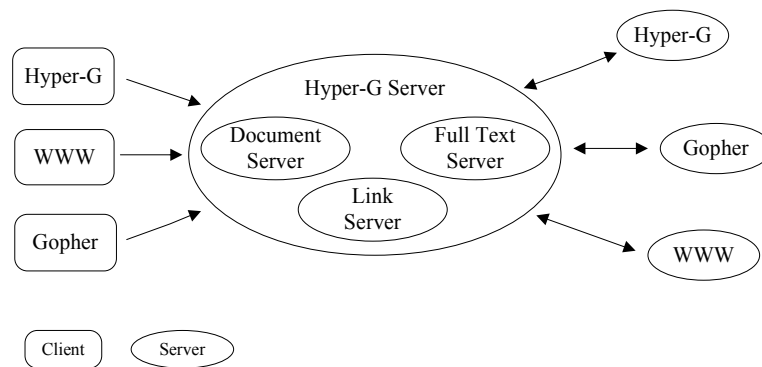 Hyper-G
WWW
Gopher
Hyper-G Server
Document
Server
Full Text
Server
Link
Server
Hyper-G
Gopher
WWW
Client
Server